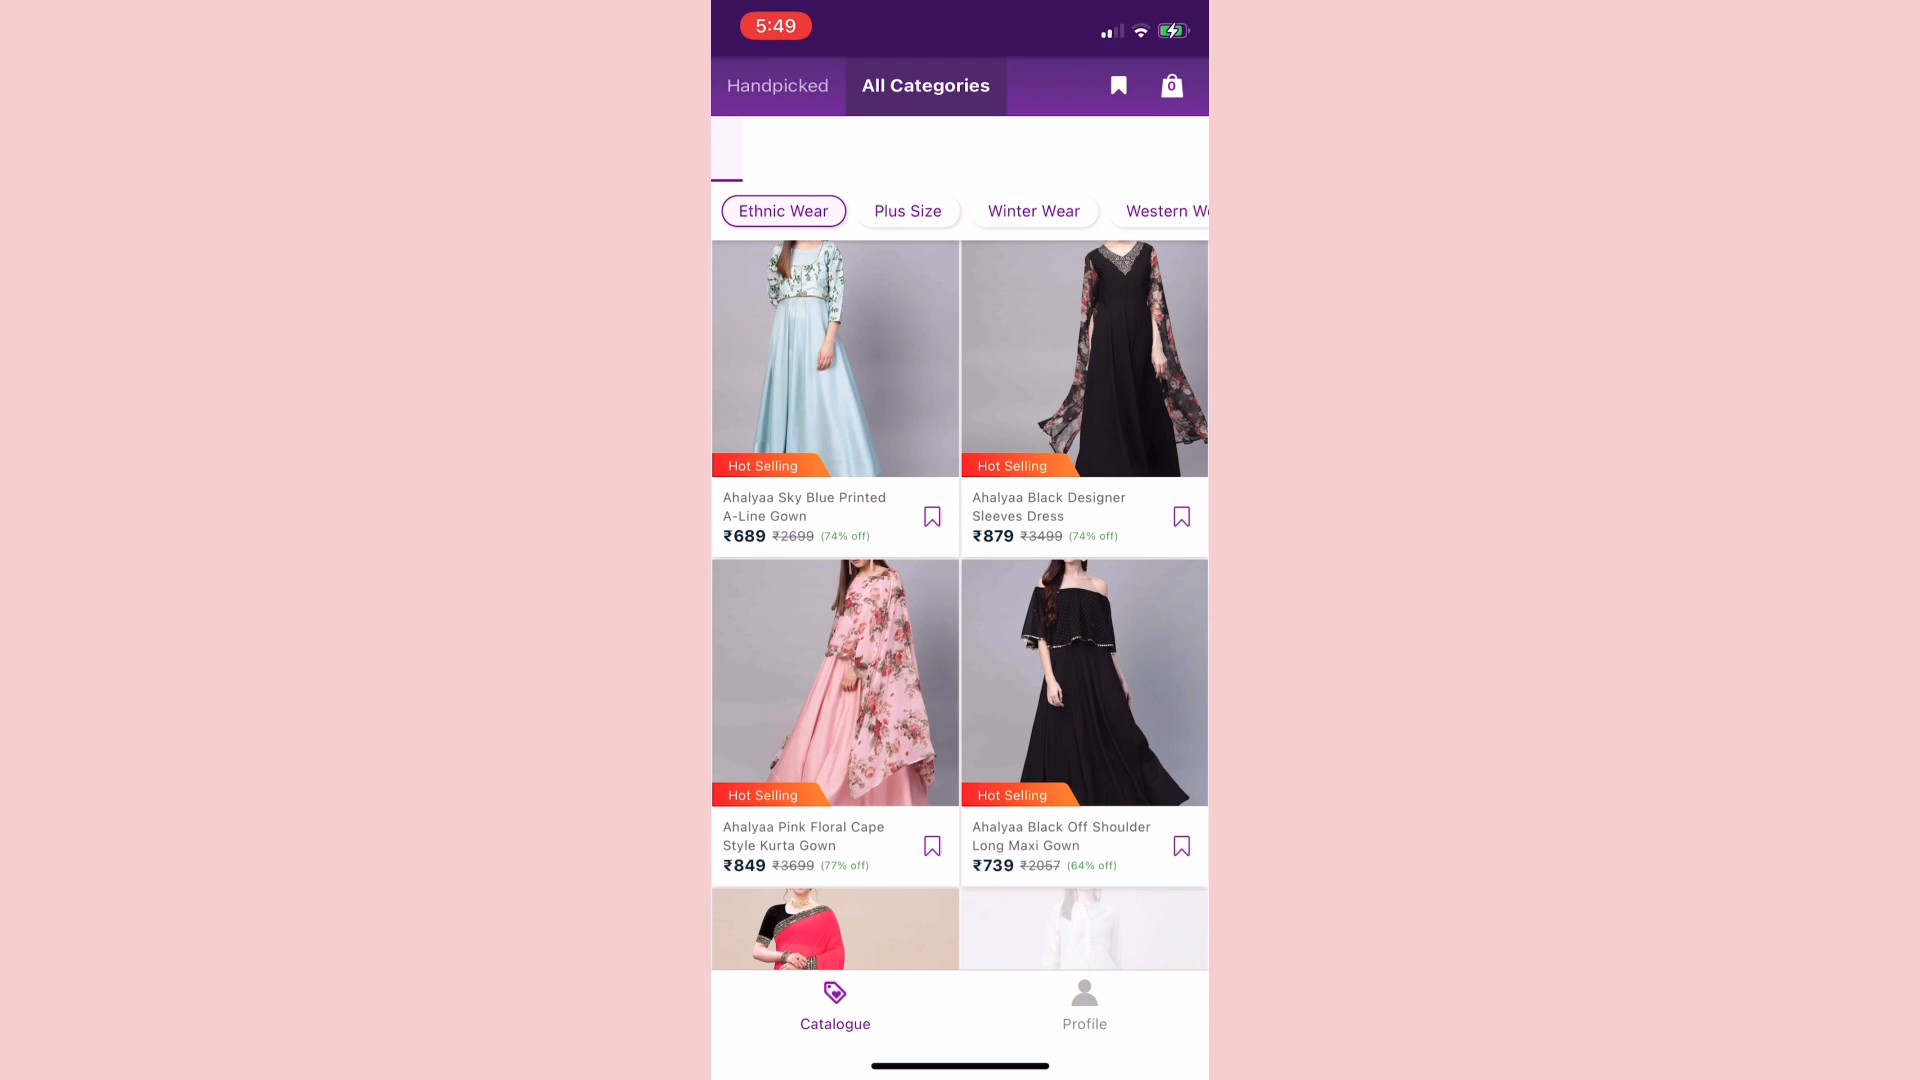 5:49
Handpicked
All Categories
0
Ethnic Wear
Plus Size
Winter Wear
Western
Hot Selling
Hot Selling
Ahalyaa Sky Blue Printed
A-Line Gown
₹689 ₹2699 (74% off)
Ahalyaa Black Designer
Sleeves Dress
₹879 ₹3499 (74% off)
Hot Selling
Hot Selling
Ahalyaa Pink Floral Cape
Style Kurta Gown
₹849 ₹3699 (77% off)
Ahalyaa Black Off Shoulder
Long Maxi Gown
₹739 ₹2057 (64% off)
Catalogue
Profile